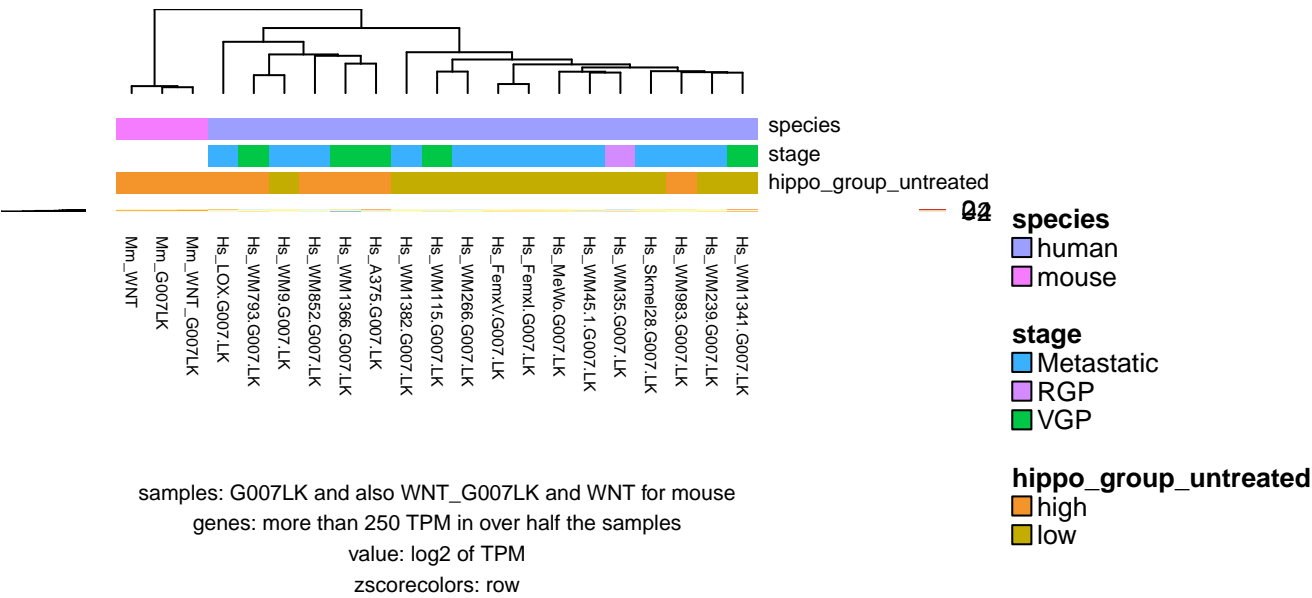 species
stage
hippo_group_untreated
Mm_WNT
Mm_G007LK
Mm_WNT_G007LK
Hs_LOX.G007.LK
Hs_WM793.G007.LK
Hs_WM9.G007.LK
Hs_WM852.G007.LK
Hs_WM1366.G007.LK
Hs_A375.G007.LK
Hs_WM1382.G007.LK
Hs_WM115.G007.LK
Hs_WM266.G007.LK
Hs_FemxV.G007.LK
Hs_FemxI.G007.LK
Hs_MeWo.G007.LK
Hs_WM45.1.G007.LK
Hs_WM35.G007.LK
Hs_Skmel28.G007.LK
Hs_WM983.G007.LK
Hs_WM239.G007.LK
Hs_WM1341.G007.LK
species
human
mouse
stage
Metastatic
RGP
VGP
hippo_group_untreated
high
low
samples: G007LK and also WNT_G007LK and WNT for mouse
genes: more than 250 TPM in over half the samples
value: log2 of TPM
zscorecolors: row